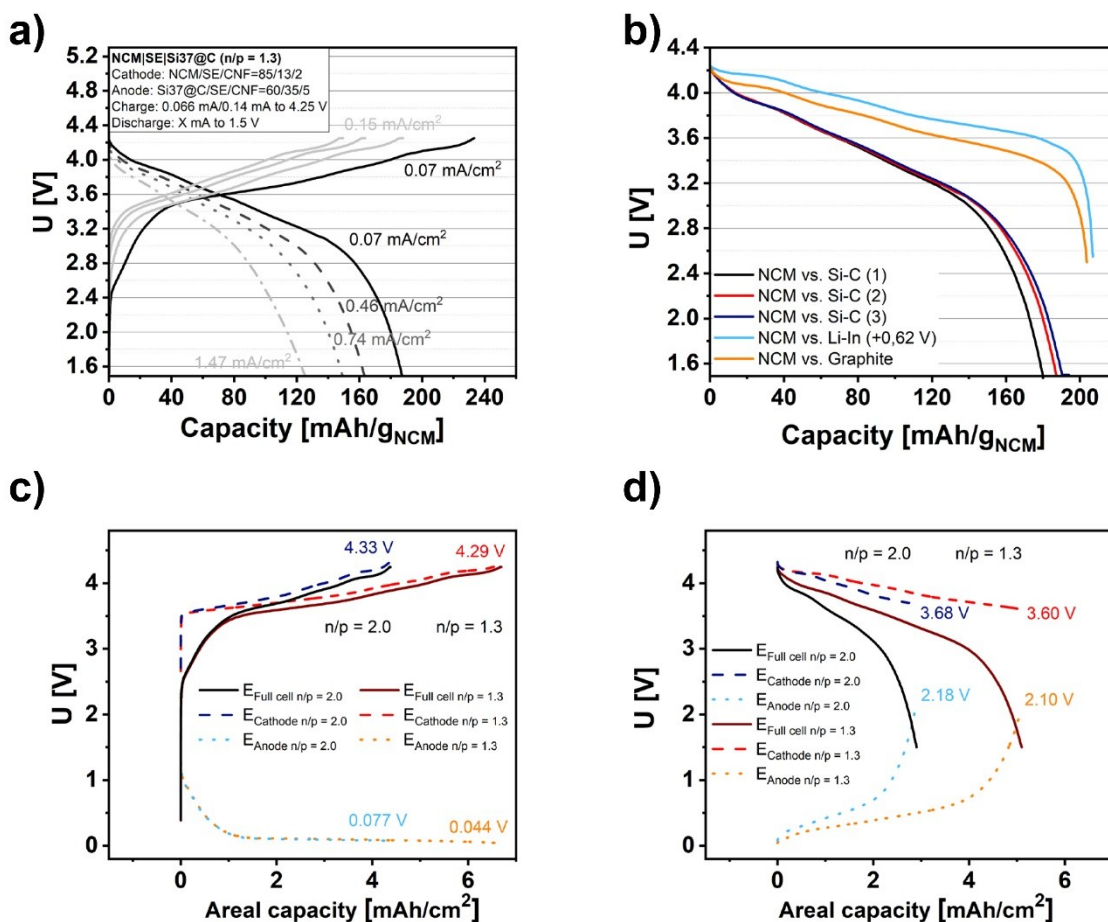 a)
NCM|SE|Si37@C (n/p = 1.3)
Cathode: NCM/SE/CNF=85/13/2
Anode: Si37@C/SE/CNF=60/35/5
Charge: 0.066 mA/0.14 mA to 4.25 V
Discharge: X mA to 1.5 V
0.15 mA/cm²
0.07 mA/cm²
0.07 mA/cm²
0.46 mA/cm²
0.74 mA/cm²
1.47 mA/cm²
U [V]
5.2
4.8
4.4
4.0
3.6
3.2
2.8
2.4
2.0
1.6
0 40 80 120 160 200 240
Capacity [mAh/gNCM]
b)
U [V]
4.4
4.0
3.6
3.2
2.8
2.4
2.0
1.6
NCM vs. Si-C (1)
NCM vs. Si-C (2)
NCM vs. Si-C (3)
NCM vs. Li-In (+0,62 V)
NCM vs. Graphite
0 40 80 120 160 200
Capacity [mAh/gNCM]
c)
U [V]
4
3
2
1
0
4.33 V 4.29 V
n/p = 2.0 n/p = 1.3
EFull cell n/p = 2.0 EFull cell n/p = 1.3
ECathode n/p = 2.0 ECathode n/p = 1.3
EAnode n/p = 2.0 EAnode n/p = 1.3
0.077 V 0.044 V
0 2 4 6
Areal capacity [mAh/cm²]
d)
U [V]
4
3
2
1
0
n/p = 2.0 n/p = 1.3
3.68 V 3.60 V
EFull cell n/p = 2.0
ECathode n/p = 2.0
EAnode n/p = 2.0
EFull cell n/p = 1.3
ECathode n/p = 1.3
EAnode n/p = 1.3
2.18 V 2.10 V
0 2 4 6
Areal capacity [mAh/cm²]